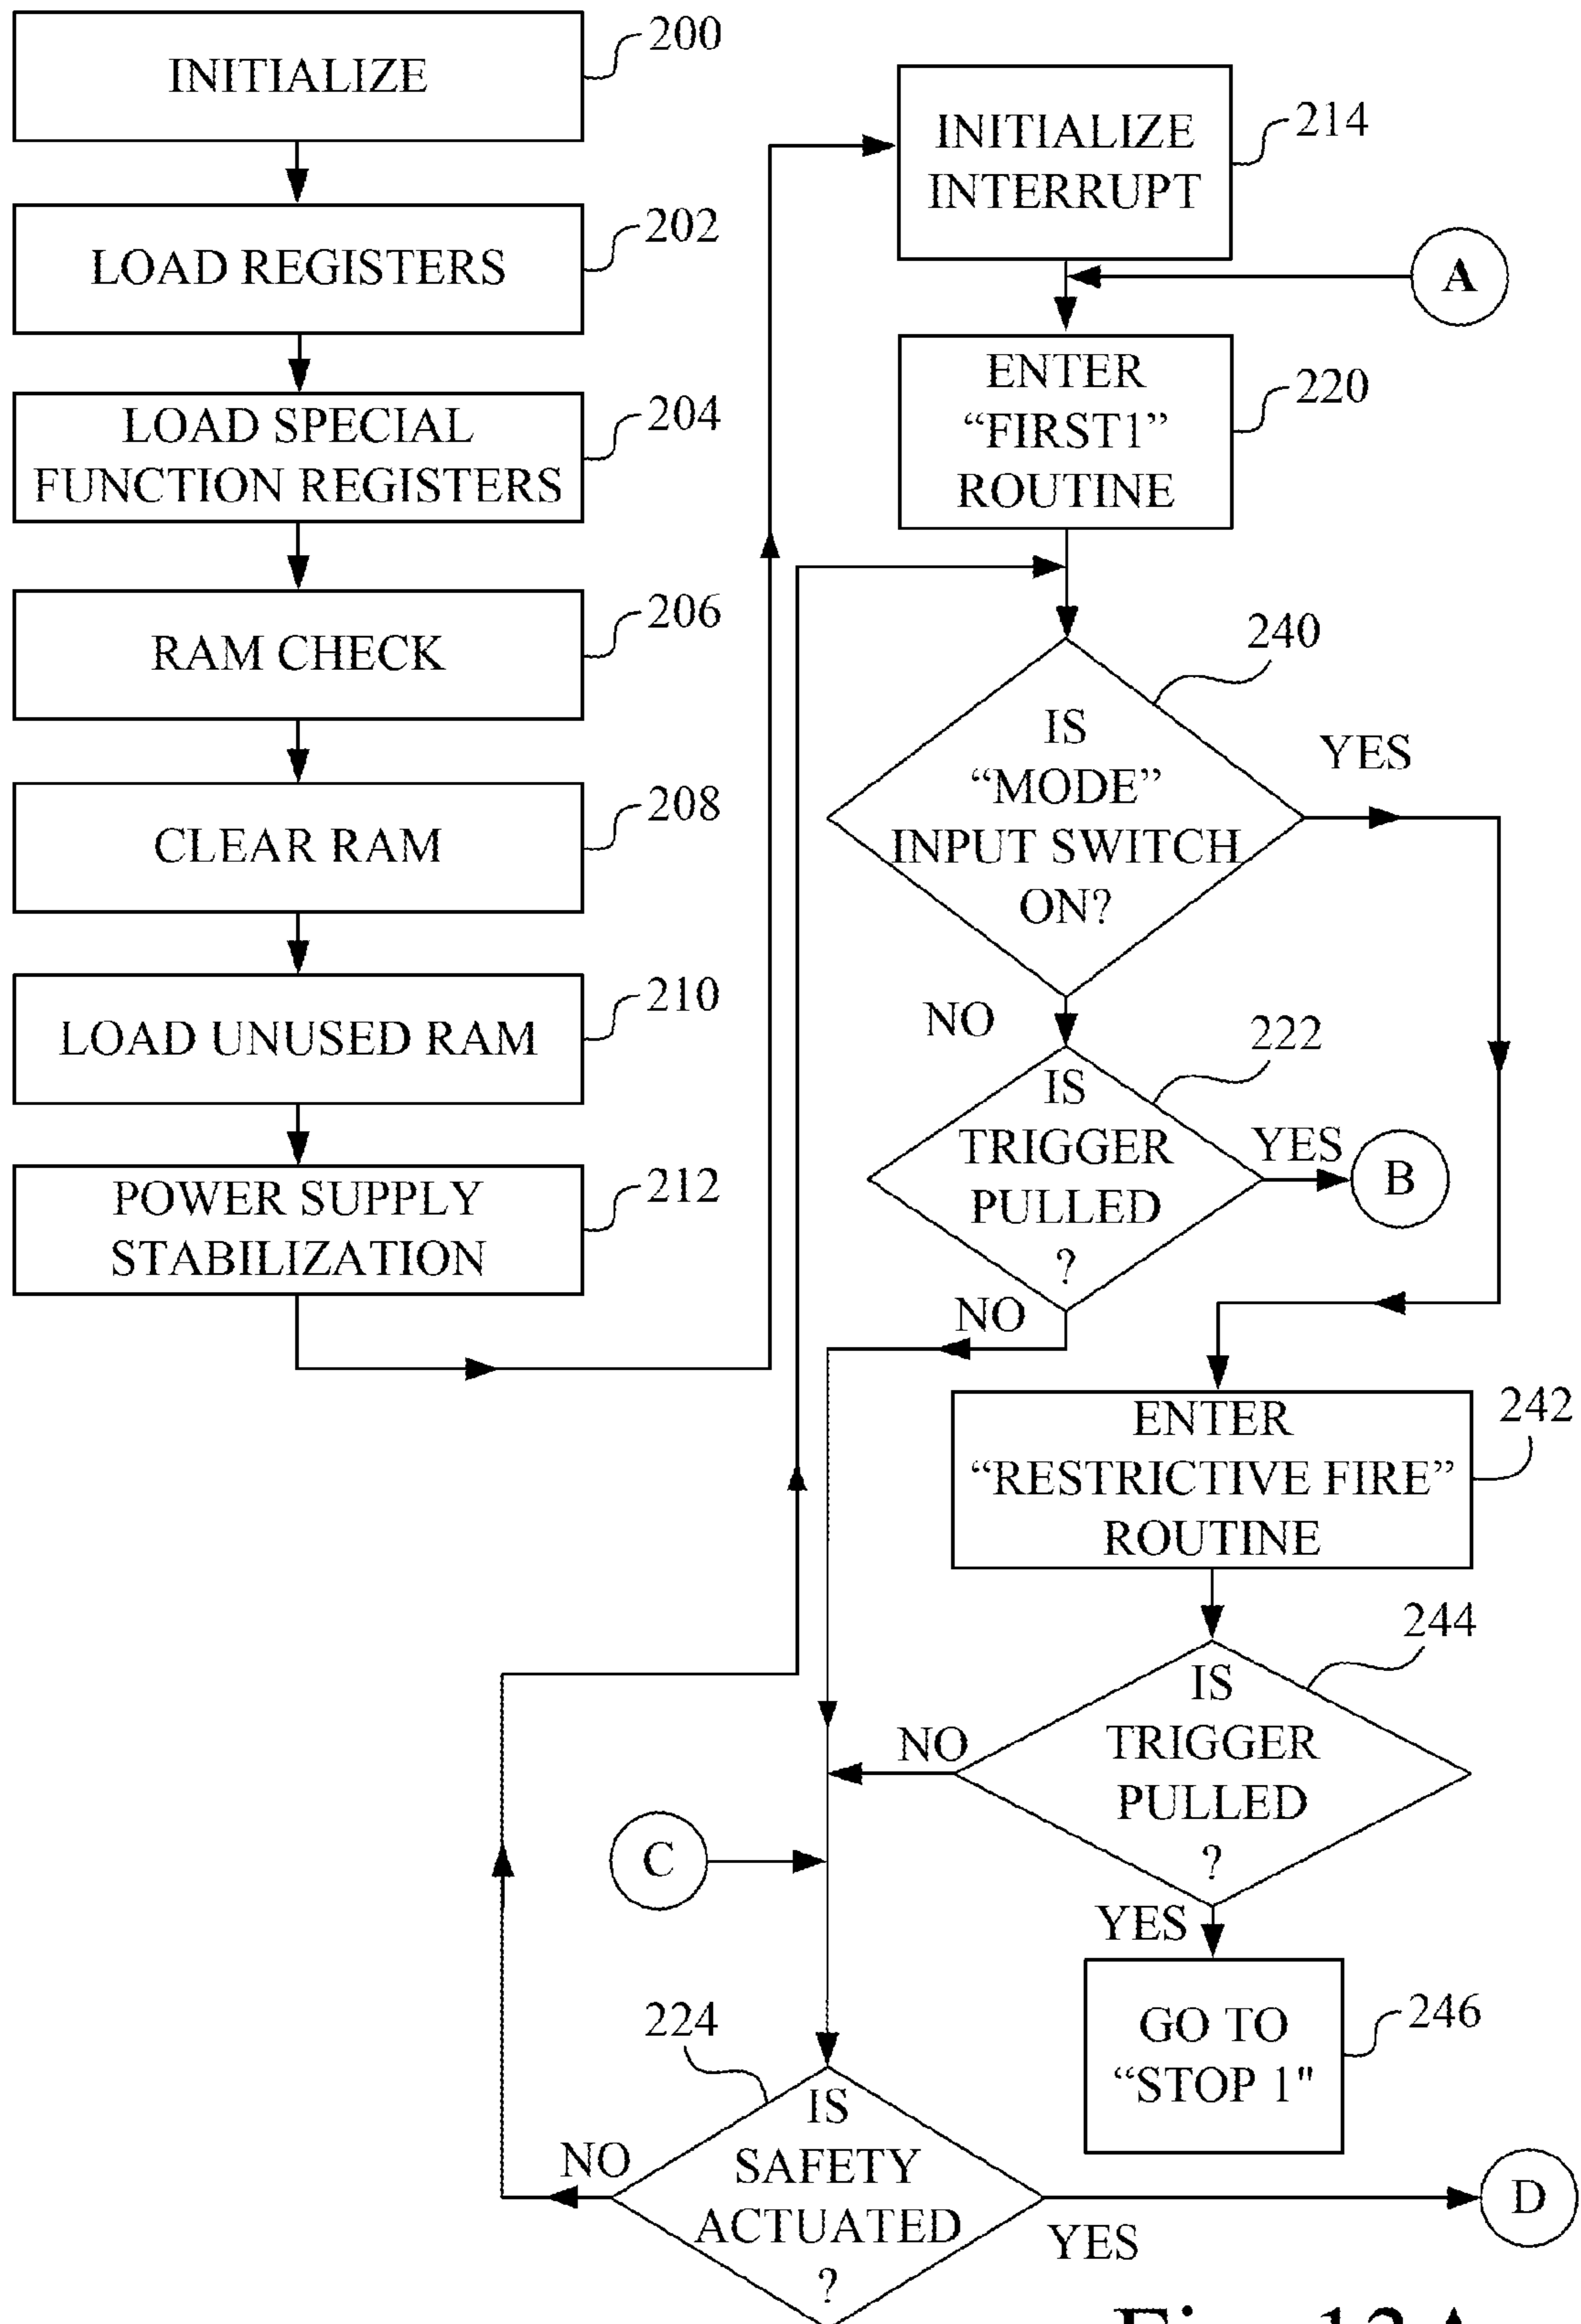 INITIALIZE
200
LOAD REGISTERS
202
LOAD SPECIAL
FUNCTION REGISTERS
204
RAM CHECK
206
CLEAR RAM
208
LOAD UNUSED RAM
210
POWER SUPPLY
STABILIZATION
212
INITIALIZE
INTERRUPT
214
A
ENTER
“FIRST1”
ROUTINE
220
240
IS
“MODE”
INPUT SWITCH
ON?
YES
NO
222
IS
TRIGGER
PULLED
?
YES
B
NO
ENTER
“RESTRICTIVE FIRE”
ROUTINE
242
244
IS
TRIGGER
PULLED
?
NO
C
YES
GO TO
“STOP 1"
246
224
IS
SAFETY
ACTUATED
?
NO
YES
D